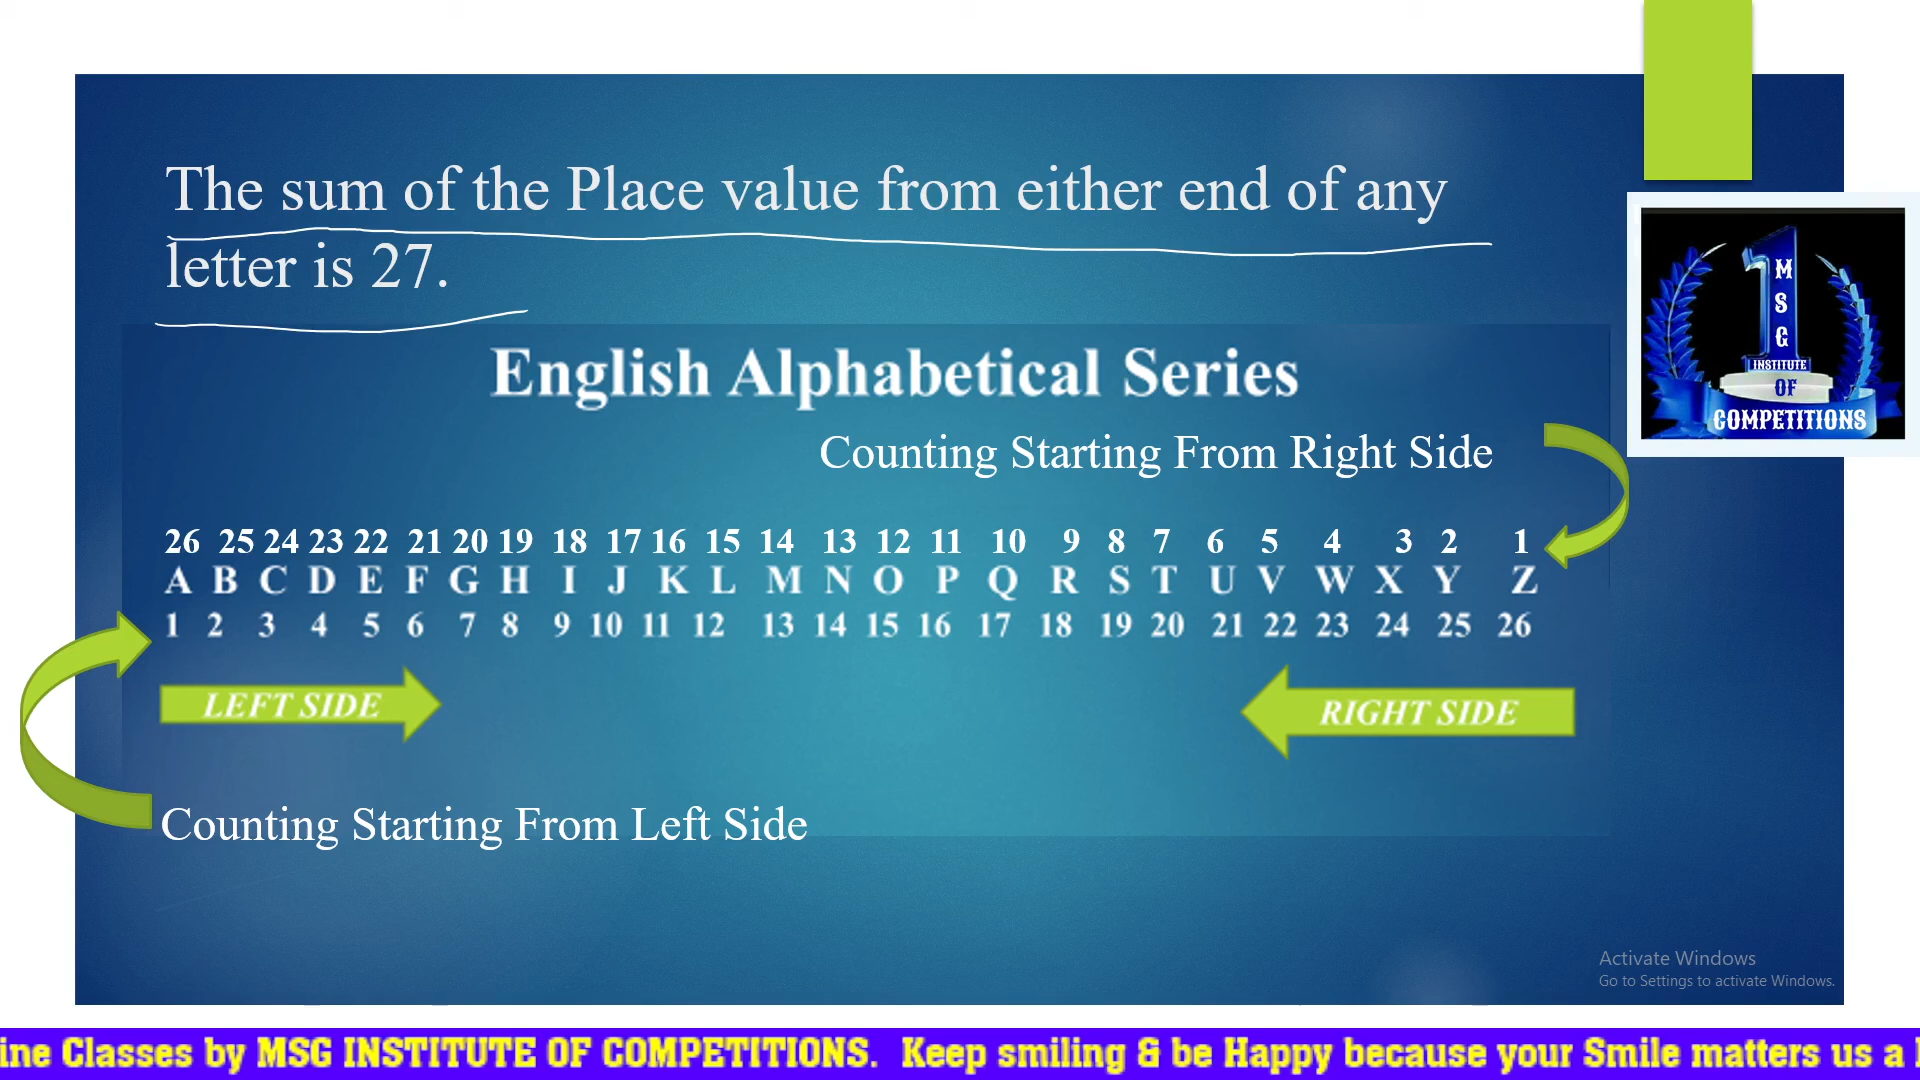 The sum of the Place value from either end of any
letter is 27.
M
S
G
INSTITUTE
OF
COMPETITIONS
English Alphabetical Series
Counting Starting From Right Side
26 25 24 23 22 21 20 19 18 17 16 15 14 13 12 11 10 9 8 7 6 5 4 3 2 1
A B C D E F G H I J K L M N O P Q R S T U V W X Y Z
1 2 3 4 5 6 7 8 9 10 11 12 13 14 15 16 17 18 19 20 21 22 23 24 25 26
LEFT SIDE
RIGHT SIDE
Counting Starting From Left Side
Activate Windows
Go to Settings to activate Windows.
ine Classes by MSG INSTITUTE OF COMPETITIONS. Keep smiling & be Happy because your Smile matters us a